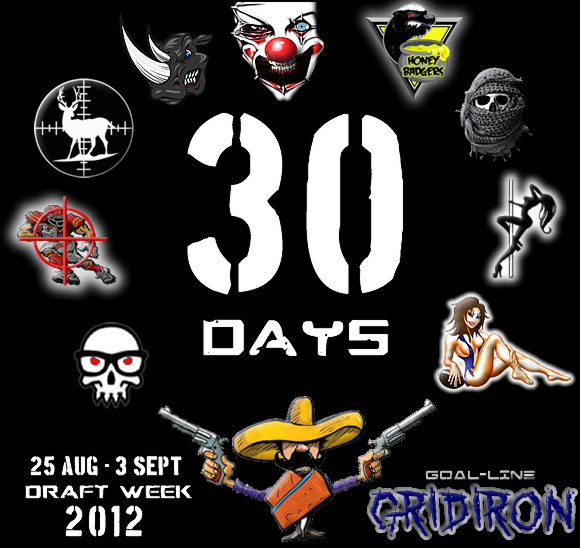 HONEY
BADGERS
30
DAYS
25 AUG - 3 SEPT
DRAFT WEEK
2012
GOAL-LINE
GRIDIRON